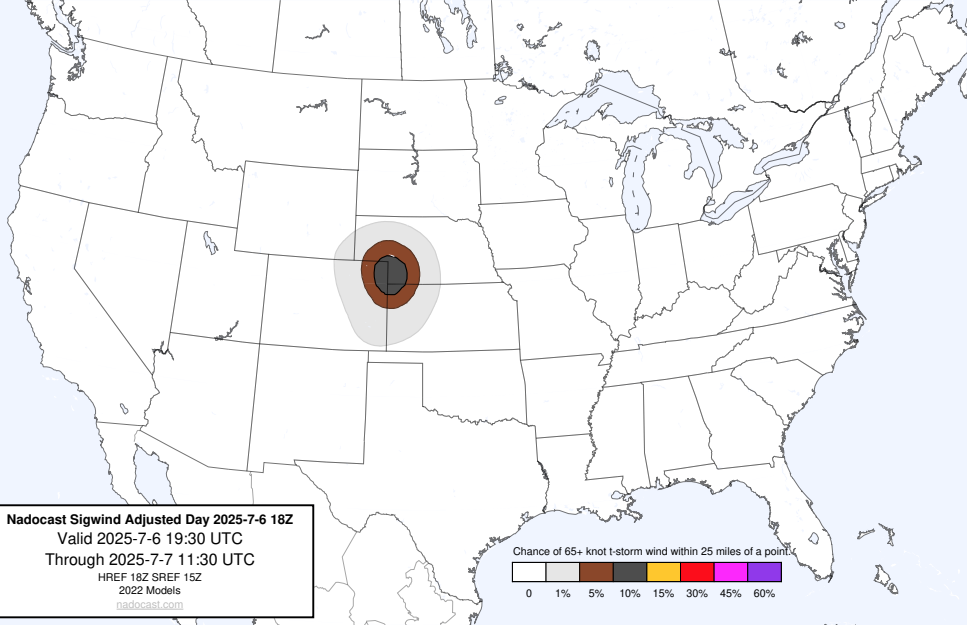 Nadocast Sigwind Adjusted Day 2025-7-6 18Z
Valid 2025-7-6 19:30 UTC
Through 2025-7-7 11:30 UTC
HREF 18Z SREF 15Z
2022 Models
nadocast.com
Chance of 65+ knot t-storm wind within 25 miles of a point.
0 1% 5% 10% 15% 30% 45% 60%